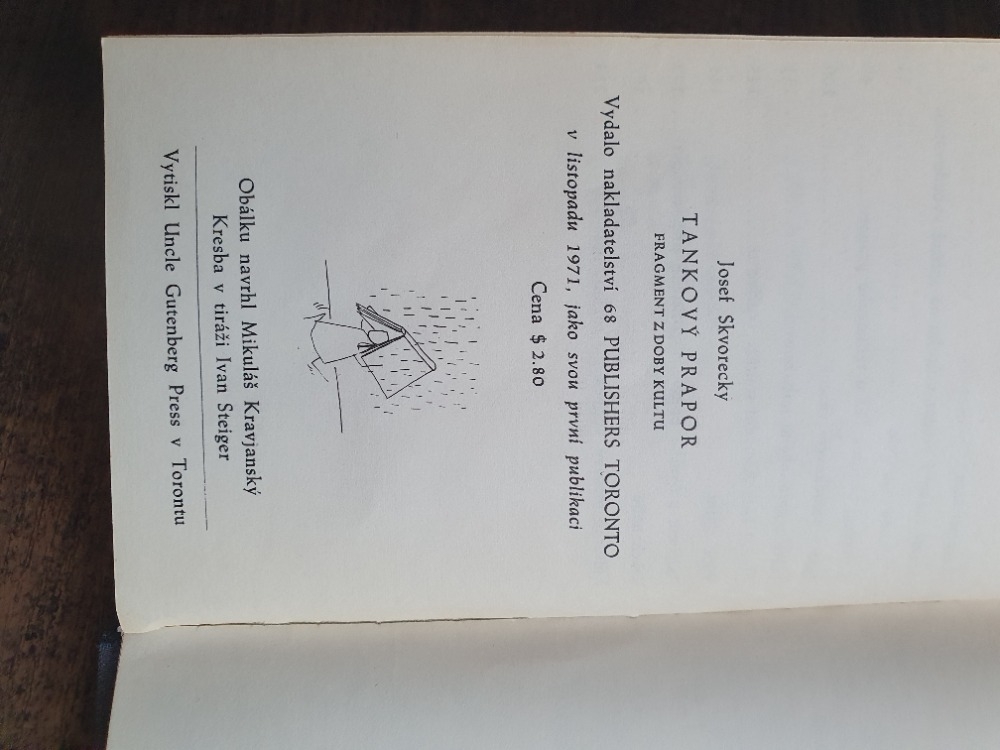 Josef Skvorecký
TANKOVÝ PRAPOR
FRAGMENT Z DOBY KULTU
Vydalo nakladatelství 68 PUBLISHERS TORONTO
v listopadu 1971, jako svou první publikaci
Cena $ 2.80
Obálku navrhl Mikuláš Kravjanský
Kresba v tiráži Ivan Steiger
Vytiskl Uncle Gutenberg Press v Torontu